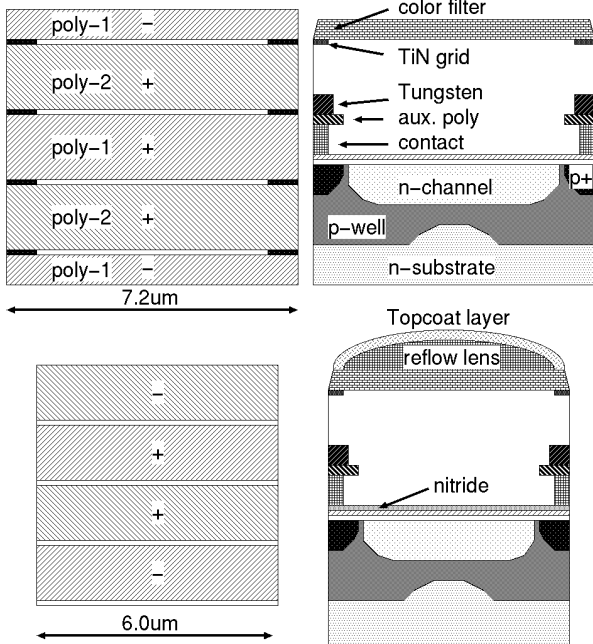 poly-1 -
poly-2 +
poly-1 +
poly-2 +
poly-1 -
7.2um
color filter
TiN grid
Tungsten
aux. poly
contact
n-channel
p+
p-well
n-substrate
-
+
+
-
6.0um
Topcoat layer
reflow lens
nitride